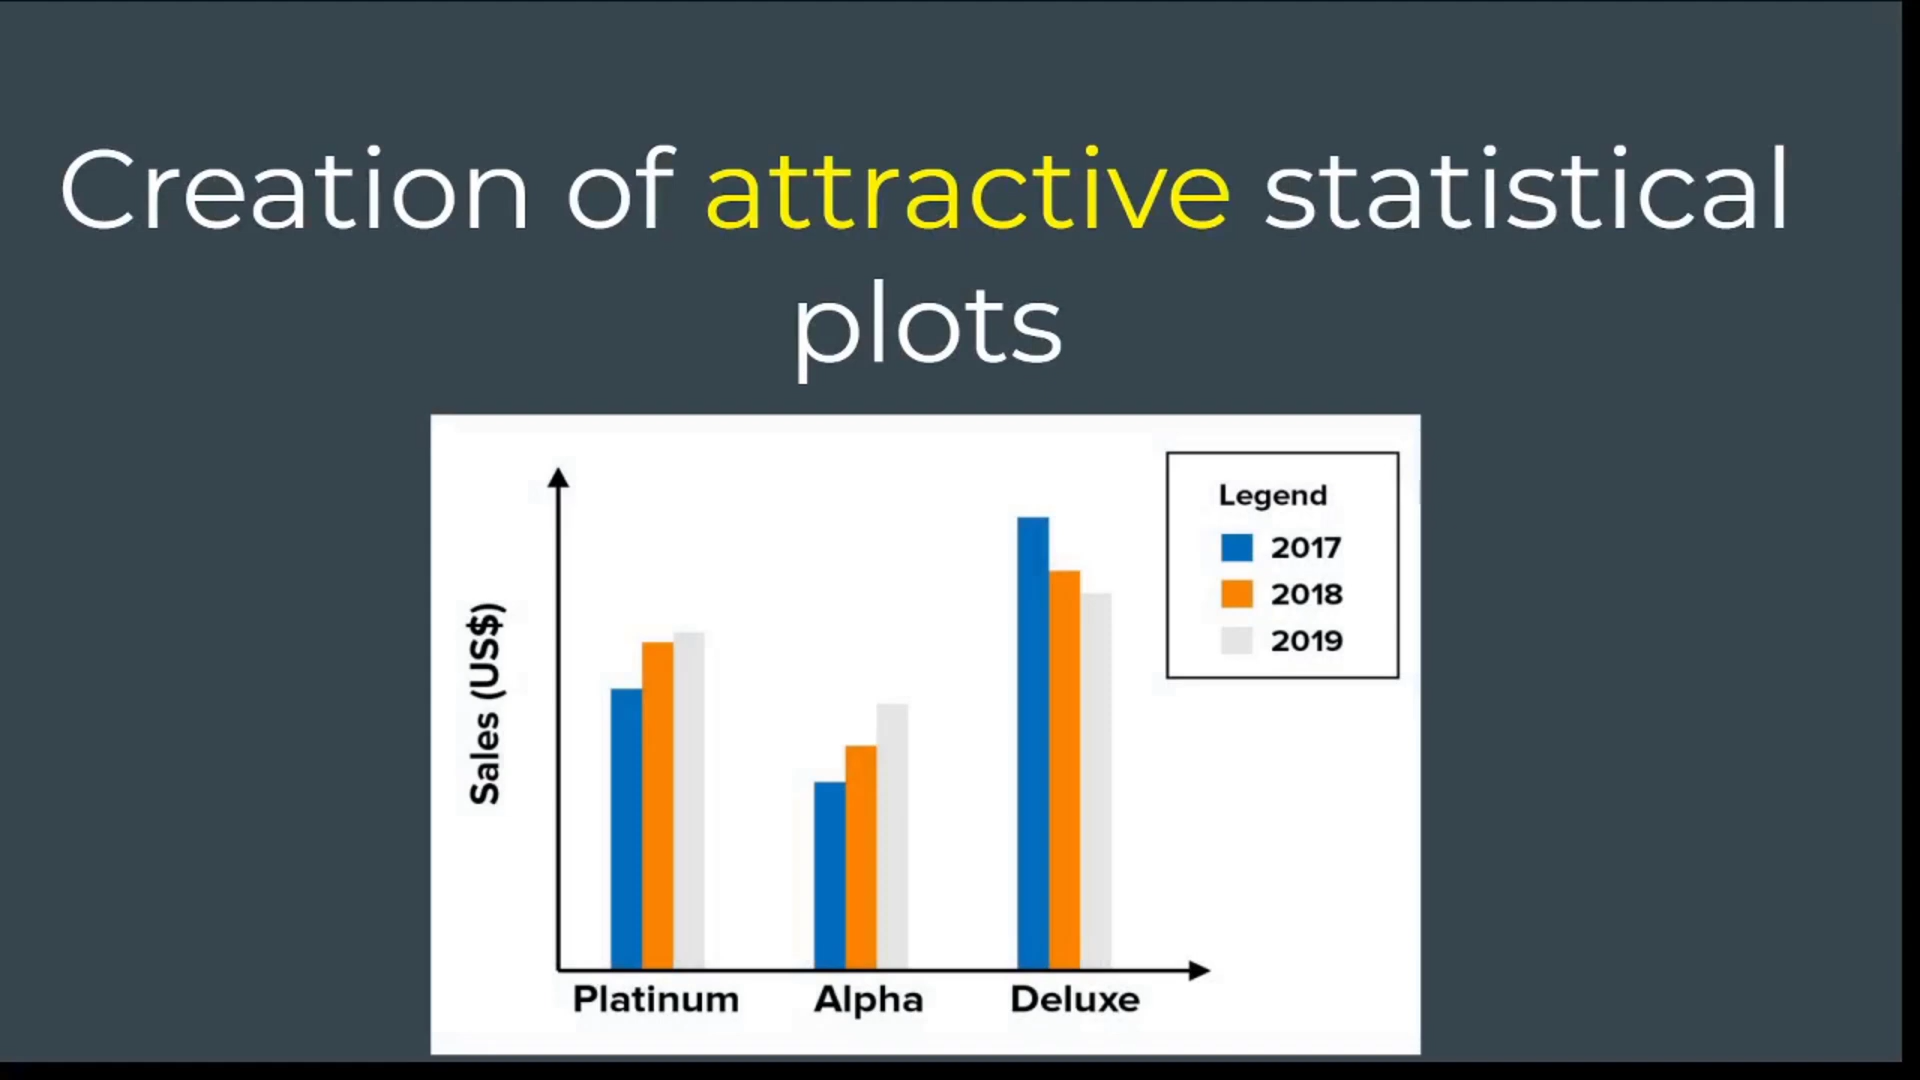 Creation of attractive statistical
plots
Legend
2017
2018
2019
Sales (US$)
Platinum Alpha Deluxe